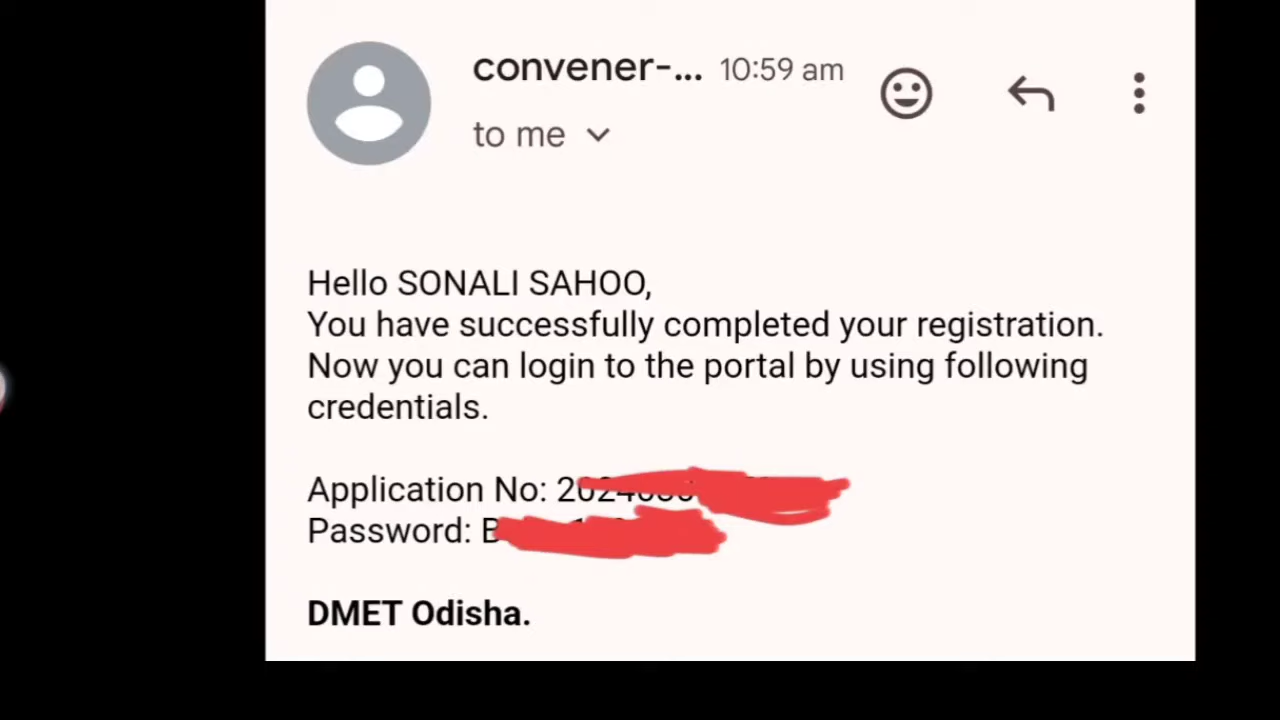 convener-... 10:59 am
to me
Hello SONALI SAHOO,
You have successfully completed your registration.
Now you can login to the portal by using following
credentials.
Application No:
Password:
DMET Odisha.